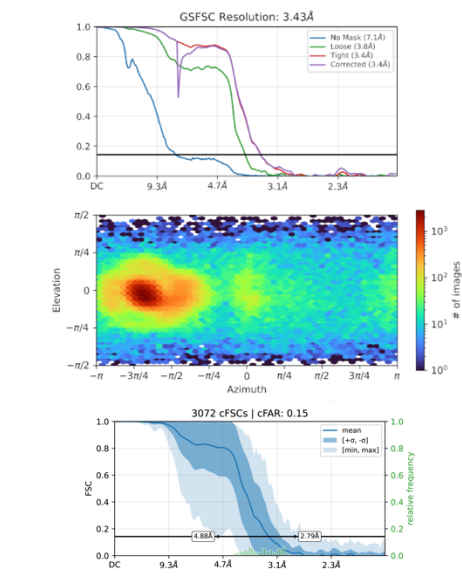 GSFSC Resolution: 3.43Å
1.0
0.8
0.6
0.4
0.2
0.0
No Mask (7.1Å)
Loose (3.8Å)
Tight (3.4Å)
Corrected (3.4Å)
DC 9.3Å 4.7Å 3.1Å 2.3Å
π/2
π/4
0
−π/4
−π/2
Elevation
−π −3π/4 −π/2 −π/4 0 π/4 π/2 3π/4 π
Azimuth
10³
10²
10¹
10⁰
# of images
3072 cFSCs | cFAR: 0.15
1.0 1.0
0.8 0.8
0.6 0.6
0.4 0.4
0.2 0.2
0.0 0.0
FSC
mean
[+σ, -σ]
[min, max]
4.88Å 2.79Å
relative frequency
DC 9.3Å 4.7Å 3.1Å 2.3Å